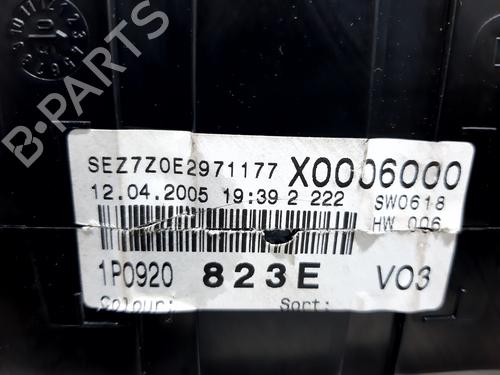 B-PARTS
SEZ7Z0E2971177 X0006000
12.04.2005 19:39 2 222 SW0618
HW 006
1P0920 823E V03
Colour: Sort: